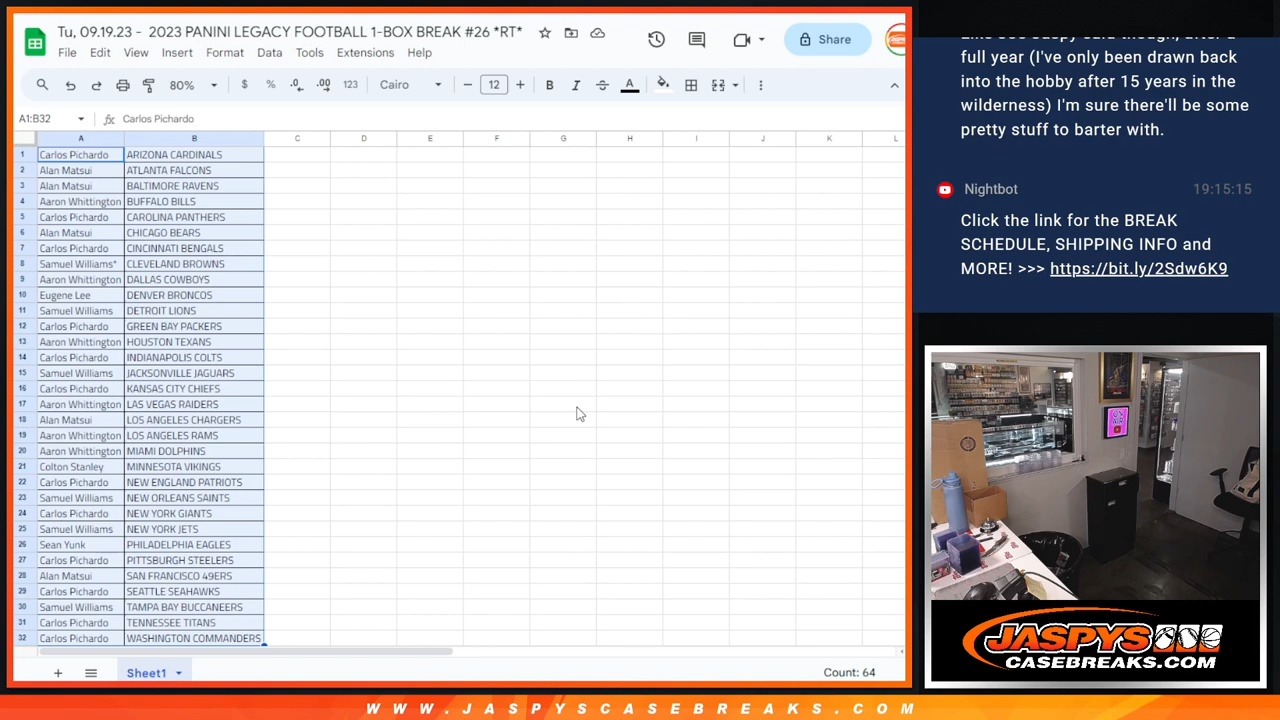 Tu, 09.19.23 - 2023 PANINI LEGACY FOOTBALL 1-BOX BREAK #26 *RT*
File Edit View Insert Format Data Tools Extensions Help
Share
80% $ % .0 .00 123 Cairo 12 B I A
A1:B32 fx Carlos Pichardo
A B C D E F G H I J K L
1 Carlos Pichardo ARIZONA CARDINALS
2 Alan Matsui ATLANTA FALCONS
3 Alan Matsui BALTIMORE RAVENS
4 Aaron Whittington BUFFALO BILLS
5 Carlos Pichardo CAROLINA PANTHERS
6 Alan Matsui CHICAGO BEARS
7 Carlos Pichardo CINCINNATI BENGALS
8 Samuel Williams* CLEVELAND BROWNS
9 Aaron Whittington DALLAS COWBOYS
10 Eugene Lee DENVER BRONCOS
11 Samuel Williams DETROIT LIONS
12 Carlos Pichardo GREEN BAY PACKERS
13 Aaron Whittington HOUSTON TEXANS
14 Carlos Pichardo INDIANAPOLIS COLTS
15 Samuel Williams JACKSONVILLE JAGUARS
16 Carlos Pichardo KANSAS CITY CHIEFS
17 Aaron Whittington LAS VEGAS RAIDERS
18 Alan Matsui LOS ANGELES CHARGERS
19 Aaron Whittington LOS ANGELES RAMS
20 Aaron Whittington MIAMI DOLPHINS
21 Colton Stanley MINNESOTA VIKINGS
22 Carlos Pichardo NEW ENGLAND PATRIOTS
23 Samuel Williams NEW ORLEANS SAINTS
24 Carlos Pichardo NEW YORK GIANTS
25 Samuel Williams NEW YORK JETS
26 Sean Yunk PHILADELPHIA EAGLES
27 Carlos Pichardo PITTSBURGH STEELERS
28 Alan Matsui SAN FRANCISCO 49ERS
29 Carlos Pichardo SEATTLE SEAHAWKS
30 Samuel Williams TAMPA BAY BUCCANEERS
31 Carlos Pichardo TENNESSEE TITANS
32 Carlos Pichardo WASHINGTON COMMANDERS
Sheet1 Count: 64
full year (I've only been drawn back
into the hobby after 15 years in the
wilderness) I'm sure there'll be some
pretty stuff to barter with.
Nightbot 19:15:15
Click the link for the BREAK
SCHEDULE, SHIPPING INFO and
MORE! >>> https://bit.ly/2Sdw6K9
JASPYS
CASEBREAKS.COM
WWW.JASPYSCASEBREAKS.COM